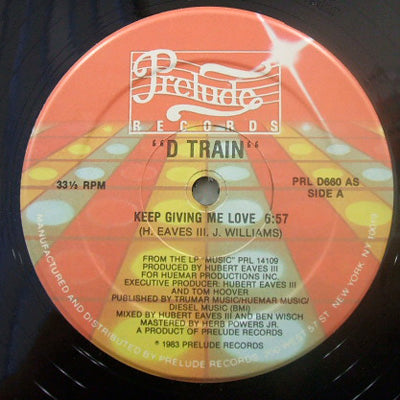 Prelude
RECORDS
"D TRAIN"
33⅓ RPM
PRL D660 AS
SIDE A
KEEP GIVING ME LOVE 6:57
(H. EAVES III. J. WILLIAMS)
FROM THE LP "MUSIC" PRL 14109
PRODUCED BY HUBERT EAVES III
FOR HUEMAR PRODUCTIONS INC.
EXECUTIVE PRODUCER: HUBERT EAVES III
AND TOM HOOVER
PUBLISHED BY TRUMAR MUSIC/HUEMAR MUSIC/
DIESEL MUSIC (BMI)
MIXED BY HUBERT EAVES III AND BEN WISCH
MASTERED BY HERB POWERS JR.
A PRODUCT OF PRELUDE RECORDS
℗ 1983 PRELUDE RECORDS
MANUFACTURED AND DISTRIBUTED BY PRELUDE RECORDS 200 WEST 57 ST. NEW YORK, NY 10019